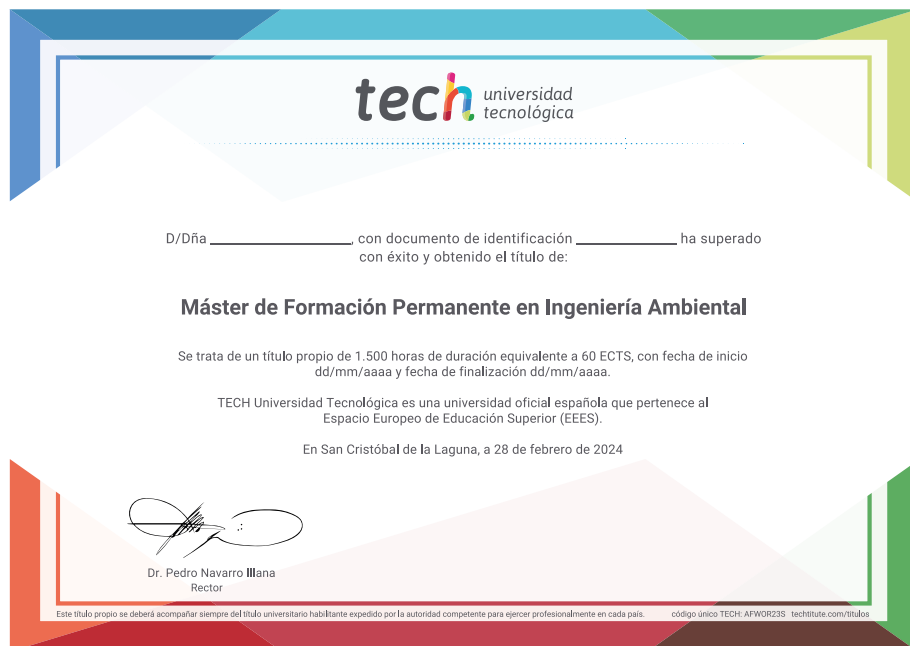 tech universidad
tecnológica
D/Dña ____________________, con documento de identificación ______________ ha superado
con éxito y obtenido el título de:
Máster de Formación Permanente en Ingeniería Ambiental
Se trata de un título propio de 1.500 horas de duración equivalente a 60 ECTS, con fecha de inicio
dd/mm/aaaa y fecha de finalización dd/mm/aaaa.
TECH Universidad Tecnológica es una universidad oficial española que pertenece al
Espacio Europeo de Educación Superior (EEES).
En San Cristóbal de la Laguna, a 28 de febrero de 2024
Dr. Pedro Navarro Illana
Rector
Este título propio se deberá acompañar siempre del título universitario habilitante expedido por la autoridad competente para ejercer profesionalmente en cada país. código único TECH: AFWOR23S techtitute.com/titulos